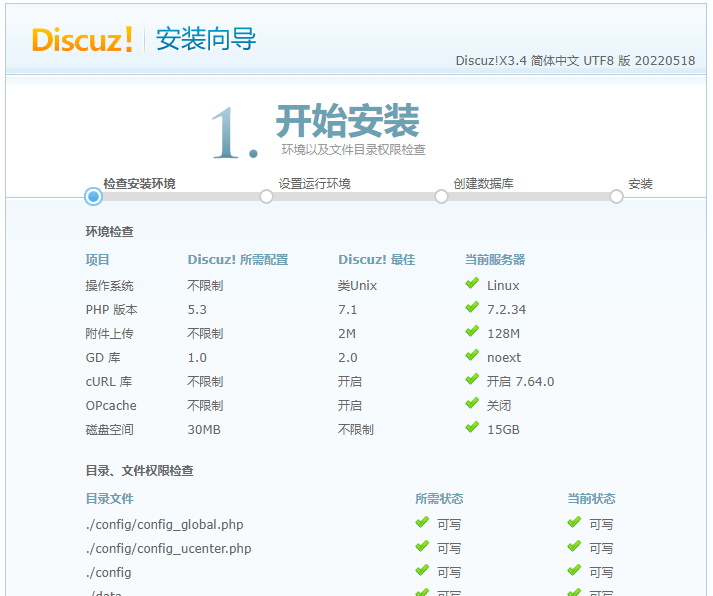 Discuz! 安装向导
Discuz!X3.4 简体中文 UTF8 版 20220518
1. 开始安装
环境以及文件目录权限检查
检查安装环境 设置运行环境 创建数据库 安装
环境检查
项目 Discuz! 所需配置 Discuz! 最佳 当前服务器
操作系统 不限制 类Unix Linux
PHP 版本 5.3 7.1 7.2.34
附件上传 不限制 2M 128M
GD 库 1.0 2.0 noext
cURL 库 不限制 开启 开启 7.64.0
OPcache 不限制 开启 关闭
磁盘空间 30MB 不限制 15GB
目录、文件权限检查
目录文件 所需状态 当前状态
./config/config_global.php 可写 可写
./config/config_ucenter.php 可写 可写
./config 可写 可写
./data 可写 可写